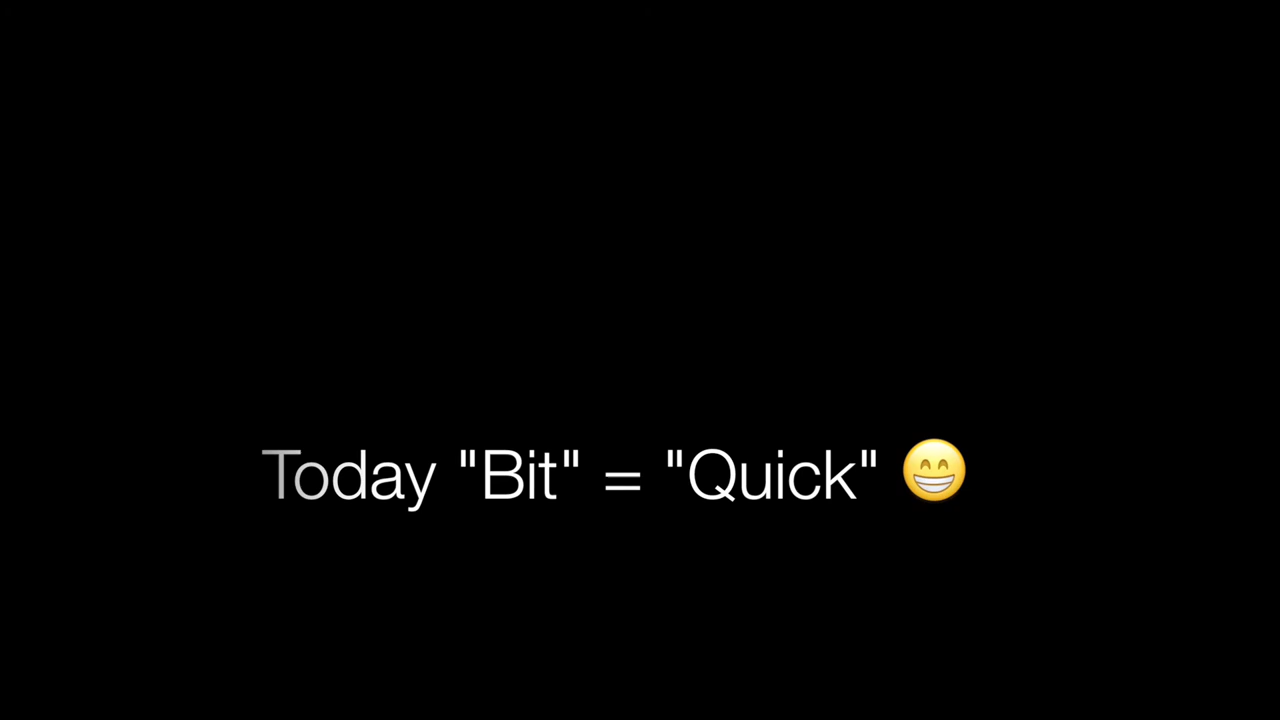 Today "Bit" = "Quick" 😁